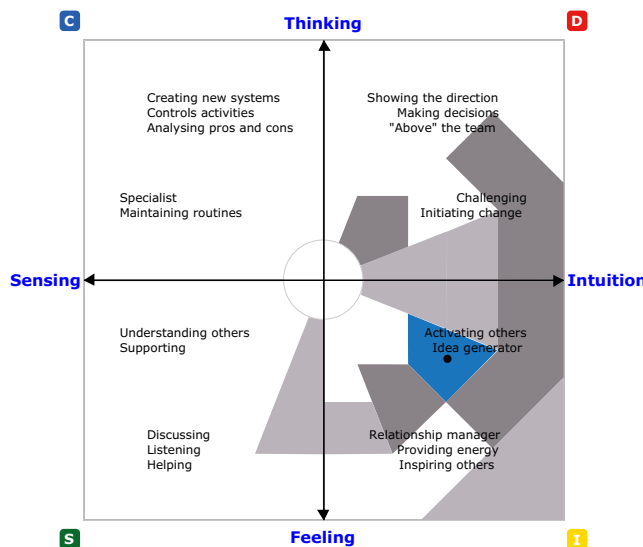 C
Thinking
D
Creating new systems
Controls activities
Analysing pros and cons
Showing the direction
Making decisions
"Above" the team
Specialist
Maintaining routines
Challenging
Initiating change
Sensing
Intuition
Understanding others
Supporting
Activating others
Idea generator
Discussing
Listening
Helping
Relationship manager
Providing energy
Inspiring others
S
Feeling
I